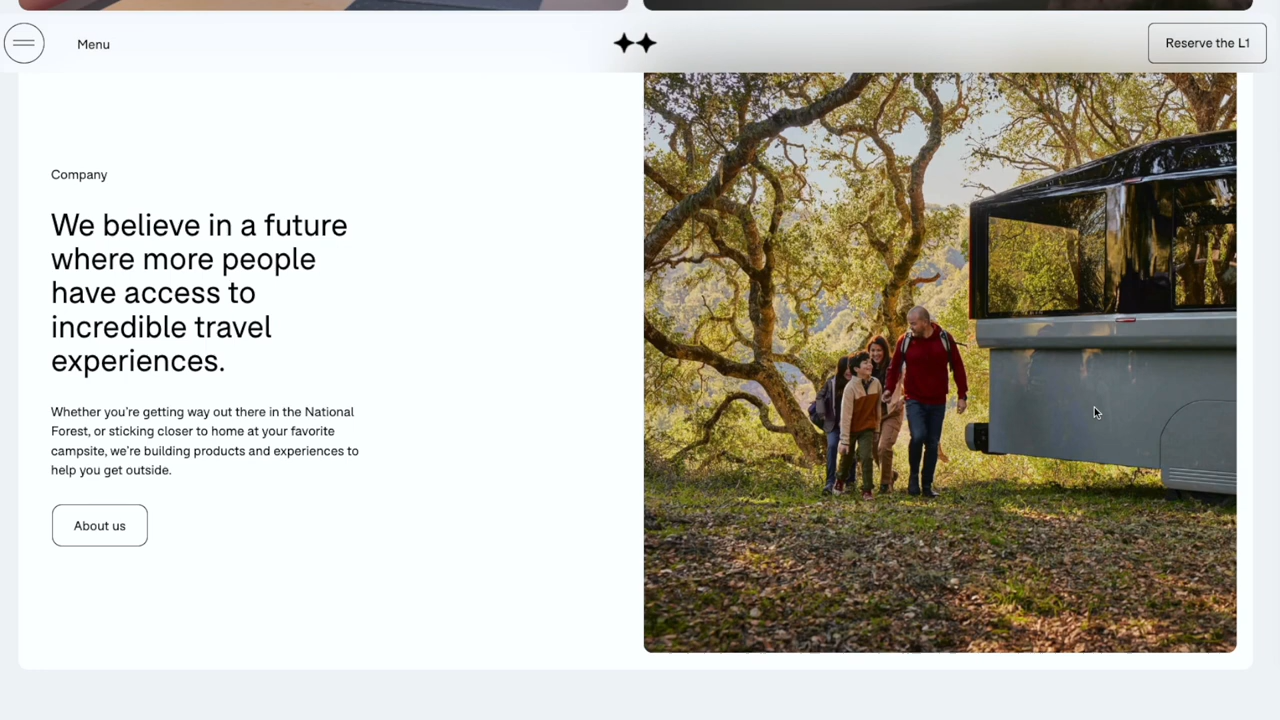 Menu
Reserve the L1
Company
We believe in a future
where more people
have access to
incredible travel
experiences.
Whether you're getting way out there in the National
Forest, or sticking closer to home at your favorite
campsite, we're building products and experiences to
help you get outside.
About us